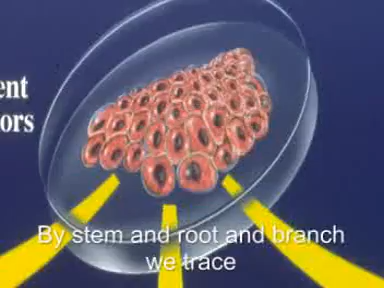 ent
ors
By stem and root and branch
we trace